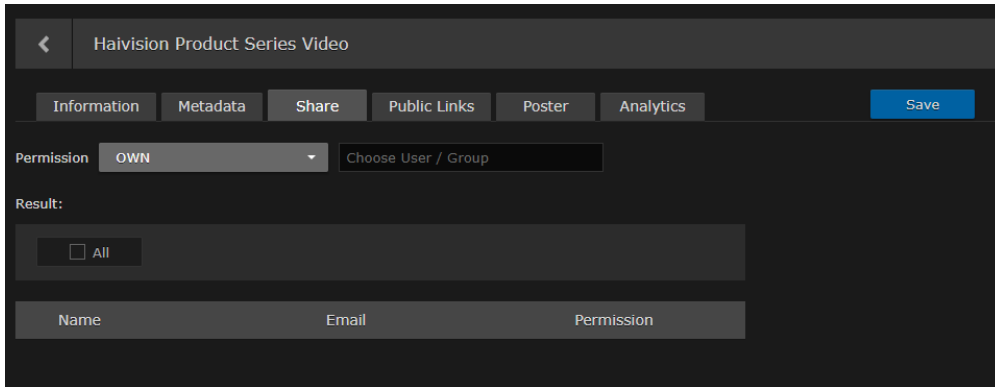 Haivision Product Series Video
Information Metadata Share Public Links Poster Analytics Save
Permission OWN Choose User / Group
Result:
All
Name Email Permission